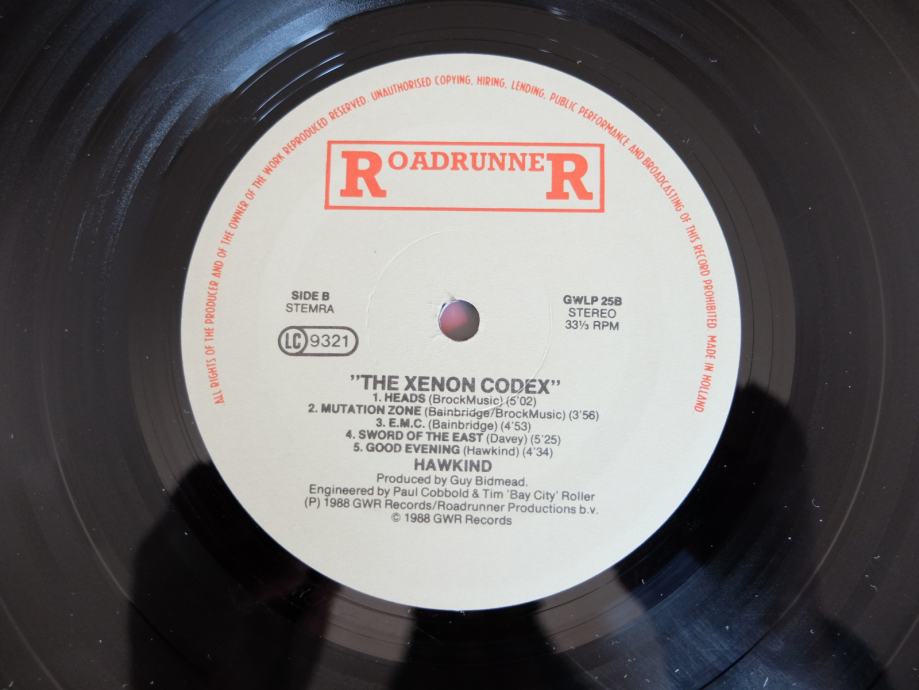 ALL RIGHTS OF THE PRODUCER AND OF THE OWNER OF THE WORK REPRODUCED RESERVED. UNAUTHORISED COPYING, HIRING, LENDING, PUBLIC PERFORMANCE AND BROADCASTING OF THIS RECORD PROHIBITED MADE IN HOLLAND
ROADRUNNER
SIDE B
STEMRA
LC 9321
GWLP 25B
STEREO
33⅓ RPM
"THE XENON CODEX"
1. HEADS (BrockMusic) (5'02)
2. MUTATION ZONE (Bainbridge/BrockMusic) (3'56)
3. E.M.C. (Bainbridge) (4'53)
4. SWORD OF THE EAST (Davey) (5'25)
5. GOOD EVENING (Hawkind) (4'34)
HAWKIND
Produced by Guy Bidmead.
Engineered by Paul Cobbold & Tim 'Bay City' Roller
(P) 1988 GWR Records/Roadrunner Productions b.v.
© 1988 GWR Records